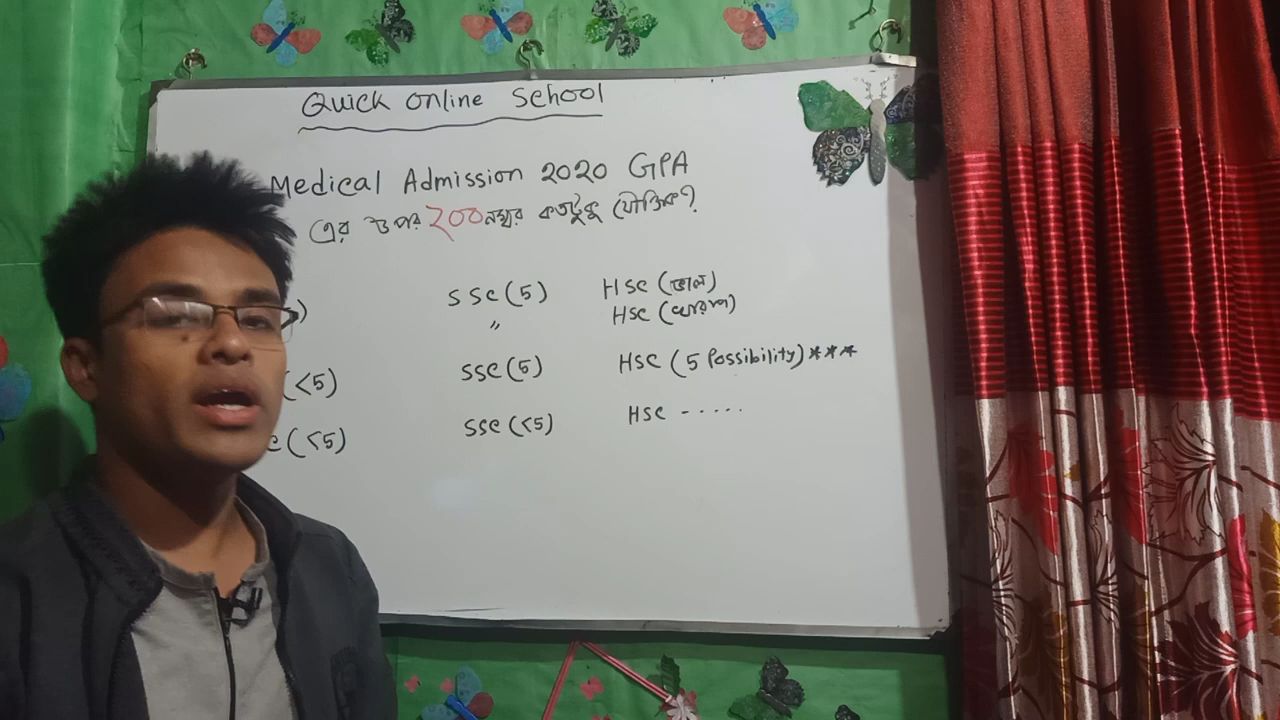 Quick Online School
Medical Admission 2020 GPA
এর উপর ২০০ নম্বর কতটুকু যৌক্তিক?
) SSC (5) HSC (ভাল)
" HSC (খারাপ)
(<5) SSC (5) HSC (5 Possibility) ***
c (<5) SSC (<5) HSC - . . . . .